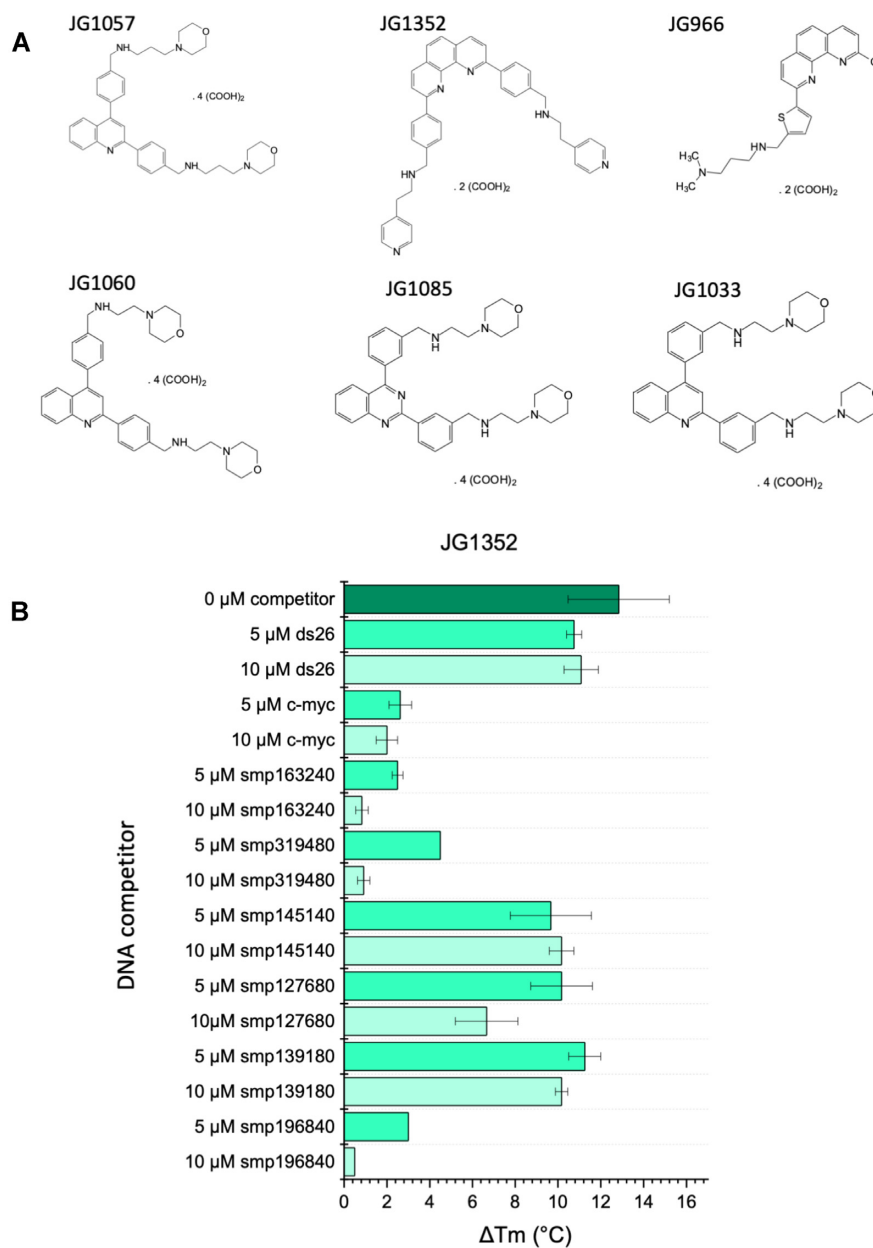 A
JG1057
JG1352
JG966
NH
N
O
. 4 (COOH)₂
N
NH
N
O
N
N
HN
HN
N
. 2 (COOH)₂
N
N
N
S
HN
H₃C
N
H₃C
. 2 (COOH)₂
JG1060
JG1085
JG1033
NH
N
O
. 4 (COOH)₂
N
NH
N
O
N
H
N
O
N
N
N
H
N
O
. 4 (COOH)₂
N
H
N
O
N
N
H
N
O
. 4 (COOH)₂
B
JG1352
DNA competitor
0 µM competitor
5 µM ds26
10 µM ds26
5 µM c-myc
10 µM c-myc
5 µM smp163240
10 µM smp163240
5 µM smp319480
10 µM smp319480
5 µM smp145140
10 µM smp145140
5 µM smp127680
10µM smp127680
5 µM smp139180
10 µM smp139180
5 µM smp196840
10 µM smp196840
0 2 4 6 8 10 12 14 16
ΔTm (°C)